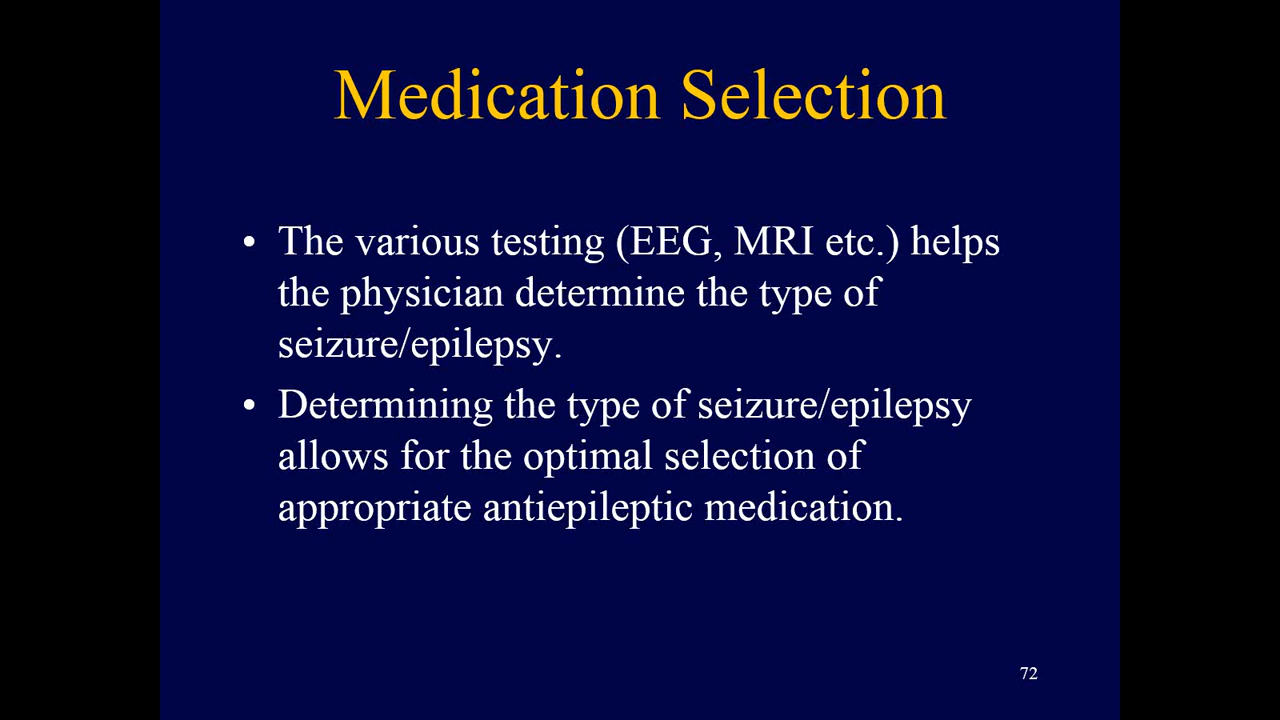 Medication Selection
• The various testing (EEG, MRI etc.) helps
the physician determine the type of
seizure/epilepsy.
• Determining the type of seizure/epilepsy
allows for the optimal selection of
appropriate antiepileptic medication.
72